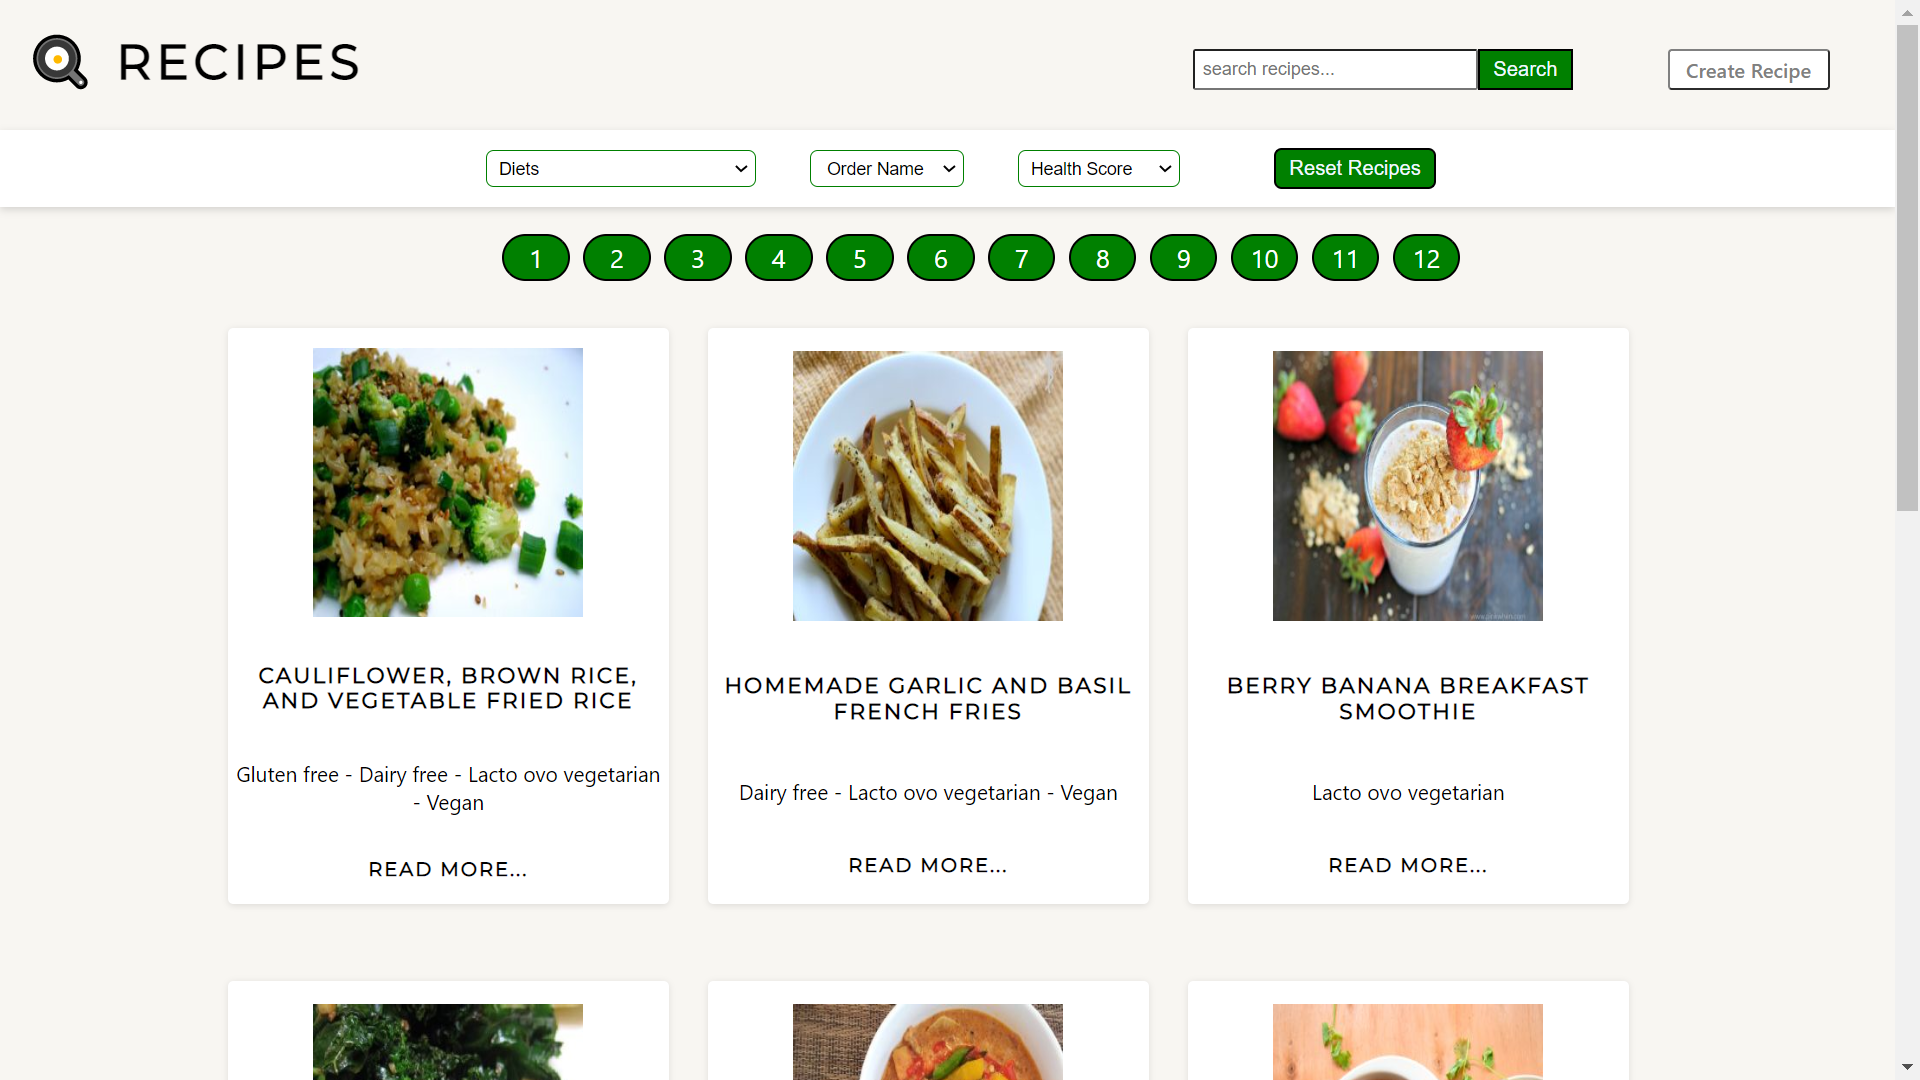 RECIPES
search recipes...
Search
Create Recipe
Diets
Order Name
Health Score
Reset Recipes
1 2 3 4 5 6 7 8 9 10 11 12
CAULIFLOWER, BROWN RICE,
AND VEGETABLE FRIED RICE
Gluten free - Dairy free - Lacto ovo vegetarian
- Vegan
READ MORE...
HOMEMADE GARLIC AND BASIL
FRENCH FRIES
Dairy free - Lacto ovo vegetarian - Vegan
READ MORE...
BERRY BANANA BREAKFAST
SMOOTHIE
Lacto ovo vegetarian
READ MORE...